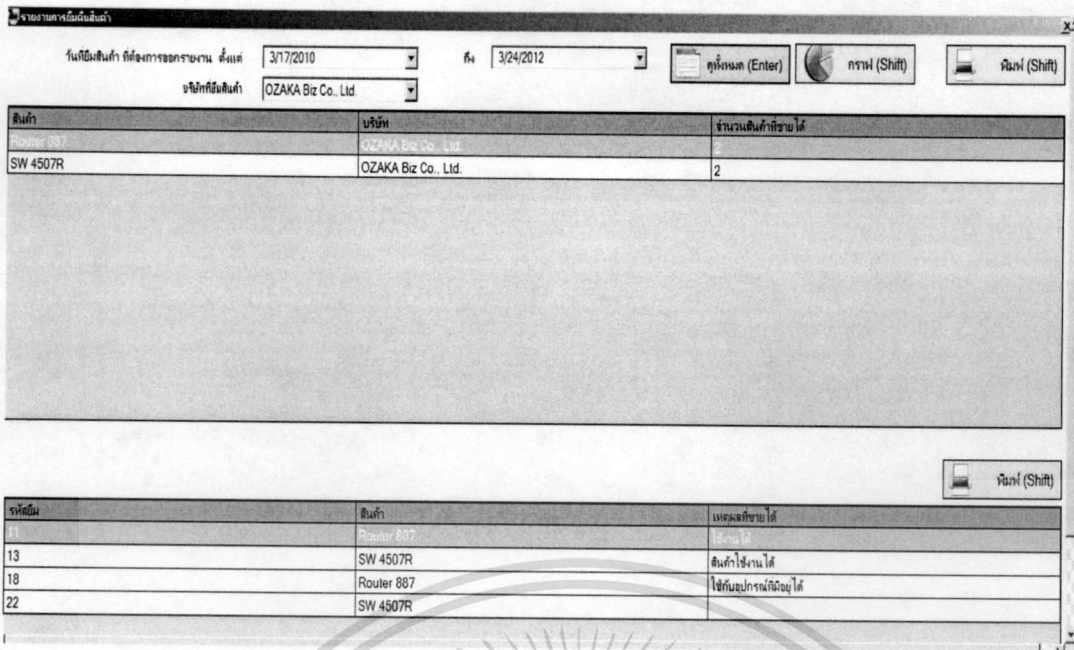 รายงานการยืมคืนสินค้า
วันที่ยืมสินค้า ที่ต้องการออกรายงาน ตั้งแต่ 3/17/2010 ถึง 3/24/2012 ดูทั้งหมด (Enter) กราฟ (Shift) พิมพ์ (Shift)
บริษัทที่ยืมสินค้า OZAKA Biz Co., Ltd.
สินค้า บริษัท จำนวนสินค้าที่ขายได้
Router 887 OZAKA Biz Co., Ltd. 2
SW 4507R OZAKA Biz Co., Ltd. 2
พิมพ์ (Shift)
รหัสยืม สินค้า เหตุผลที่ขายได้
11 Router 887 ใช้งานได้
13 SW 4507R สินค้าใช้งานได้
18 Router 887 ใช้กับอุปกรณ์ที่มีอยู่ได้
22 SW 4507R